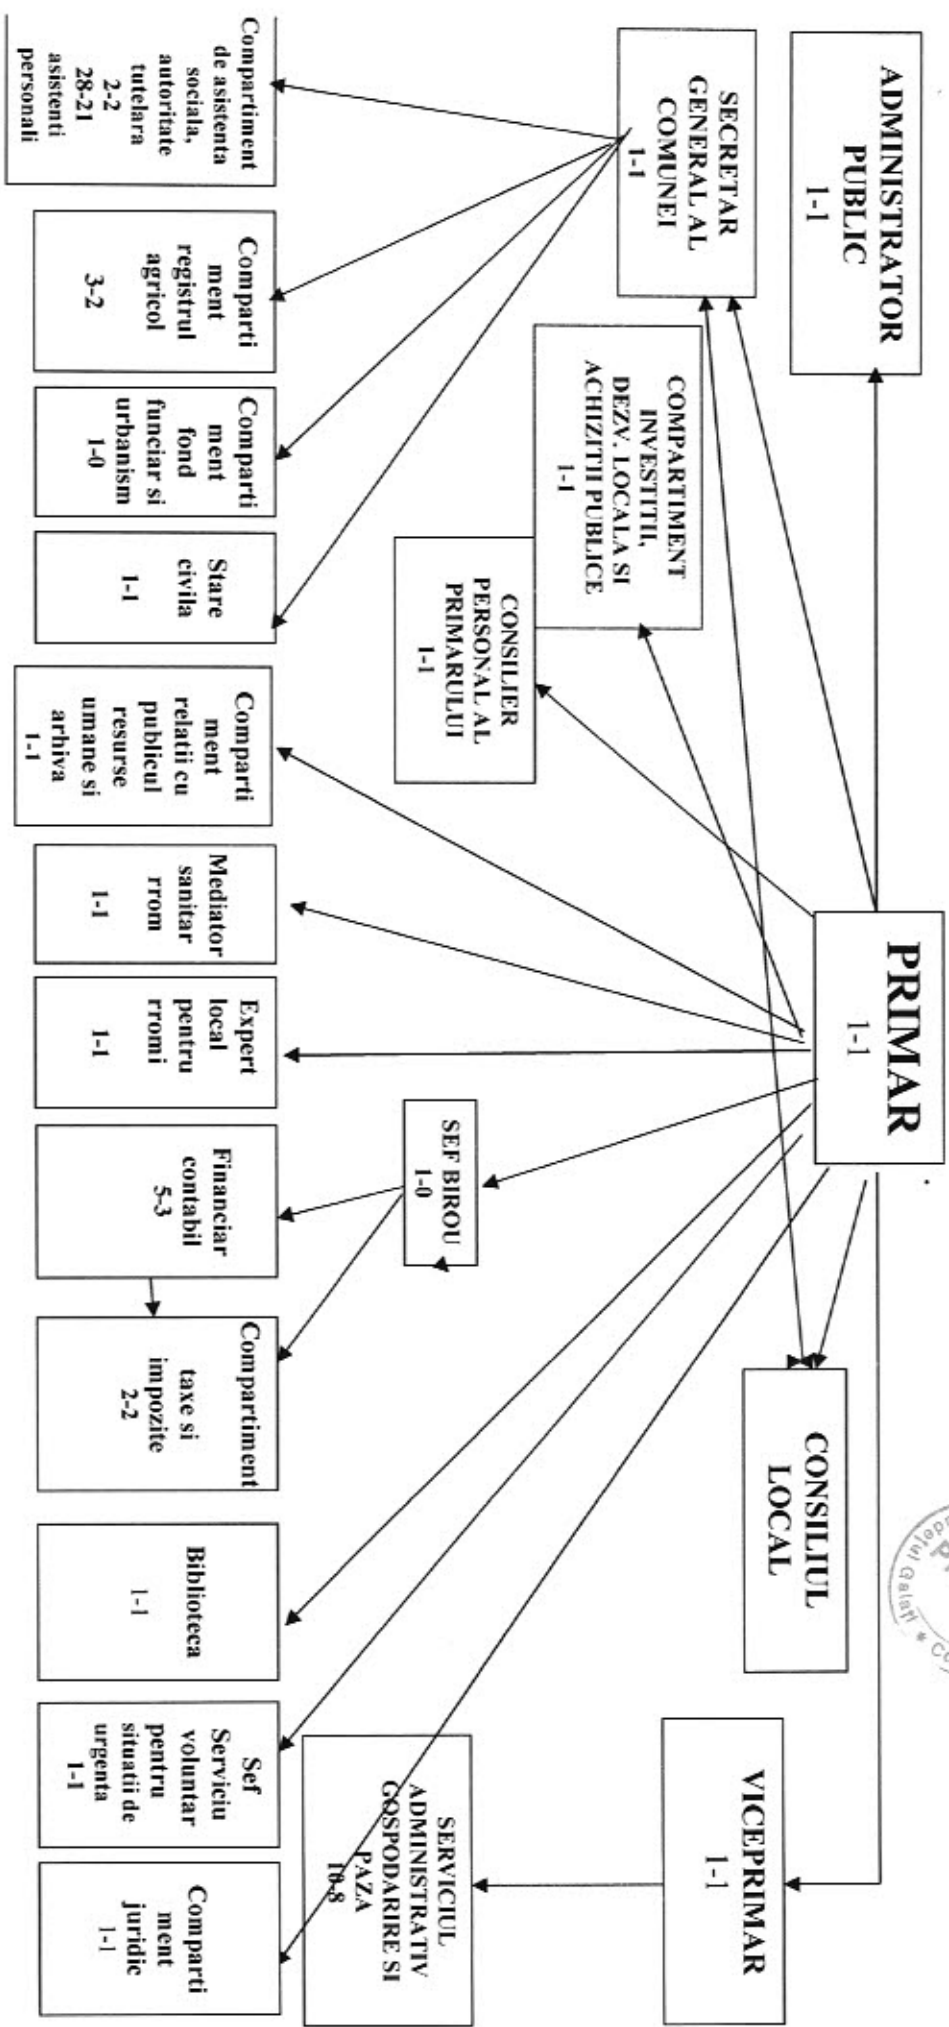 ADMINISTRATOR
PUBLIC
1-1
PRIMAR
1-1
SECRETAR
GENERAL AL
COMUNEI
1-1
CONSILIUL
LOCAL
VICEPRIMAR
1-1
COMPARTIMENT
INVESTITII,
DEZV. LOCALA SI
ACHIZITII PUBLICE
1-1
CONSILIER
PERSONAL AL
PRIMARULUI
1-1
SEF BIROU
1-0
SERVICIUL
ADMINISTRATIV
GOSPODARIRE SI
PAZA
10-8
Compartiment
de asistenta
sociala,
autoritate
tutelara
2-2
28-21
asistenti
personali
Comparti
ment
registrul
agricol
3-2
Comparti
ment
fond
funciar si
urbanism
1-0
Stare
civila
1-1
Comparti
ment
relatii cu
publicul
resurse
umane si
arhiva
1-1
Mediator
sanitar
rrom
1-1
Expert
local
pentru
rromi
1-1
Financiar
contabil
5-3
Compartiment
taxe si
impozite
2-2
Biblioteca
1-1
Sef
Serviciu
voluntar
pentru
situatii de
urgenta
1-1
Comparti
ment
juridic
1-1
Galați *